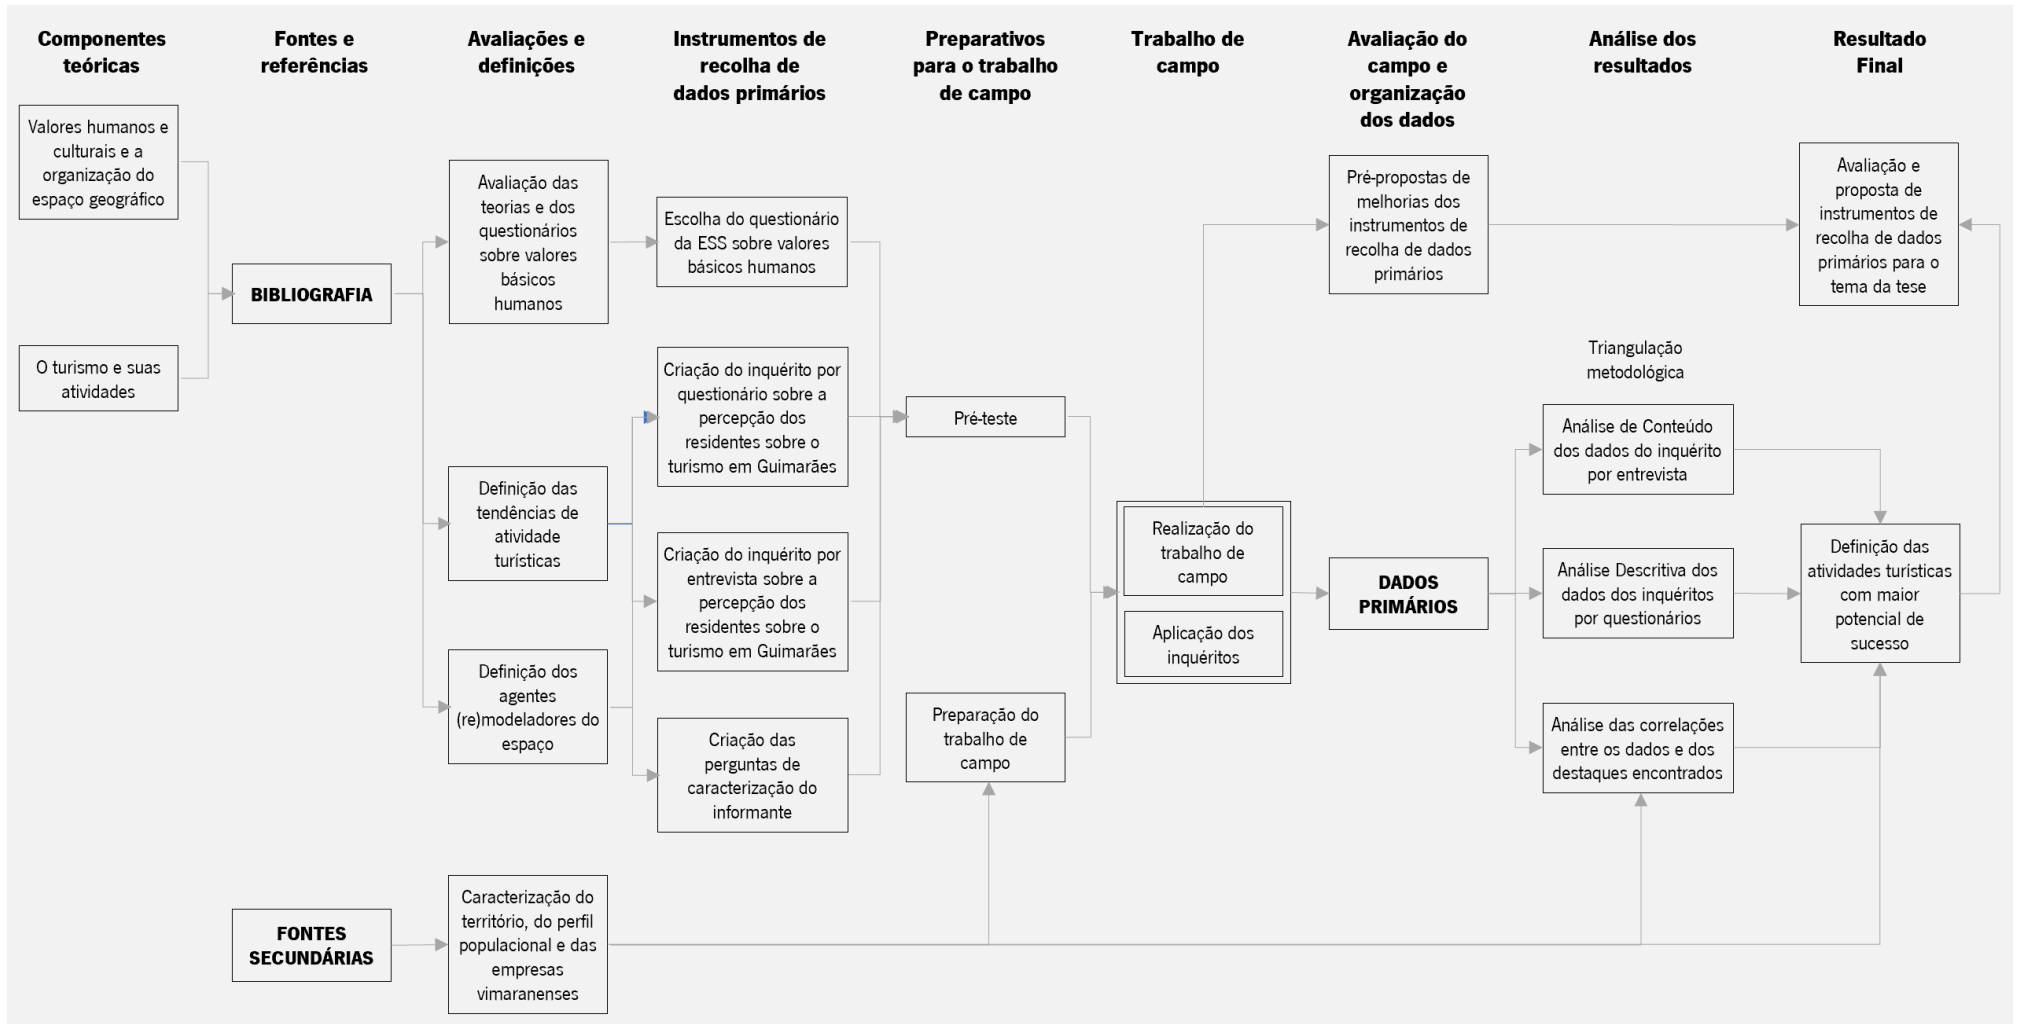 Componentes
teóricas
Fontes e
referências
Avaliações e
definições
Instrumentos de
recolha de
dados primários
Preparativos
para o trabalho
de campo
Trabalho de
campo
Avaliação do
campo e
organização
dos dados
Análise dos
resultados
Resultado
Final
Valores humanos e
culturais e a
organização do
espaço geográfico
O turismo e suas
atividades
BIBLIOGRAFIA
FONTES
SECUNDÁRIAS
Avaliação das
teorias e dos
questionários
sobre valores
básicos
humanos
Definição das
tendências de
atividade
turísticas
Definição dos
agentes
(re)modeladores do
espaço
Caracterização do
território, do perfil
populacional e das
empresas
vimaranenses
Escolha do questionário
da ESS sobre valores
básicos humanos
Criação do inquérito por
questionário sobre a
percepção dos
residentes sobre o
turismo em Guimarães
Criação do inquérito por
entrevista sobre a
percepção dos
residentes sobre o
turismo em Guimarães
Criação das
perguntas de
caracterização do
informante
Pré-teste
Preparação do
trabalho de
campo
Realização do
trabalho de
campo
Aplicação dos
inquéritos
Pré-propostas de
melhorias dos
instrumentos de
recolha de dados
primários
DADOS
PRIMÁRIOS
Triangulação
metodológica
Análise de Conteúdo
dos dados do inquérito
por entrevista
Análise Descritiva dos
dados dos inquéritos
por questionários
Análise das correlações
entre os dados e dos
destaques encontrados
Avaliação e
proposta de
instrumentos de
recolha de dados
primários para o
tema da tese
Definição das
atividades turísticas
com maior
potencial de
sucesso